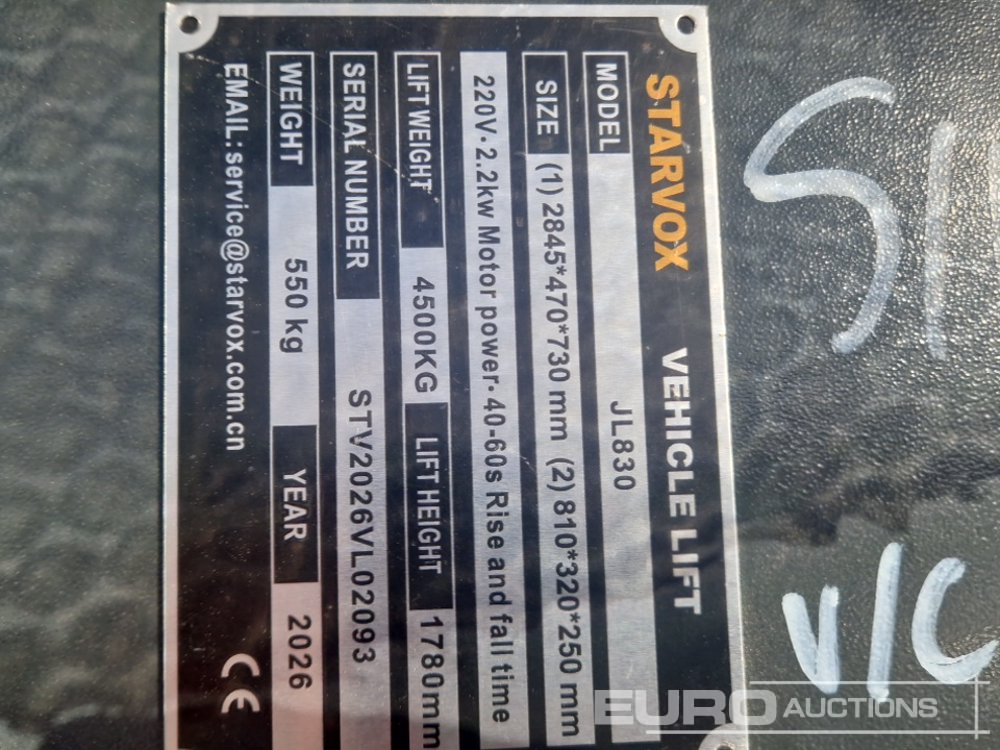 STARVOX VEHICLE LIFT
MODEL JL830
SIZE (1) 2845*470*730 mm (2) 810*320*250 mm
220V· 2.2kw Motor power· 40-60s Rise and fall time
LIFT WEIGHT 4500KG LIFT HEIGHT 1780mm
SERIAL NUMBER STV2026VL02093
WEIGHT 550 kg YEAR 2026
EMAIL: service@starvox.com.cn CE
V/C
EURO AUCTIONS